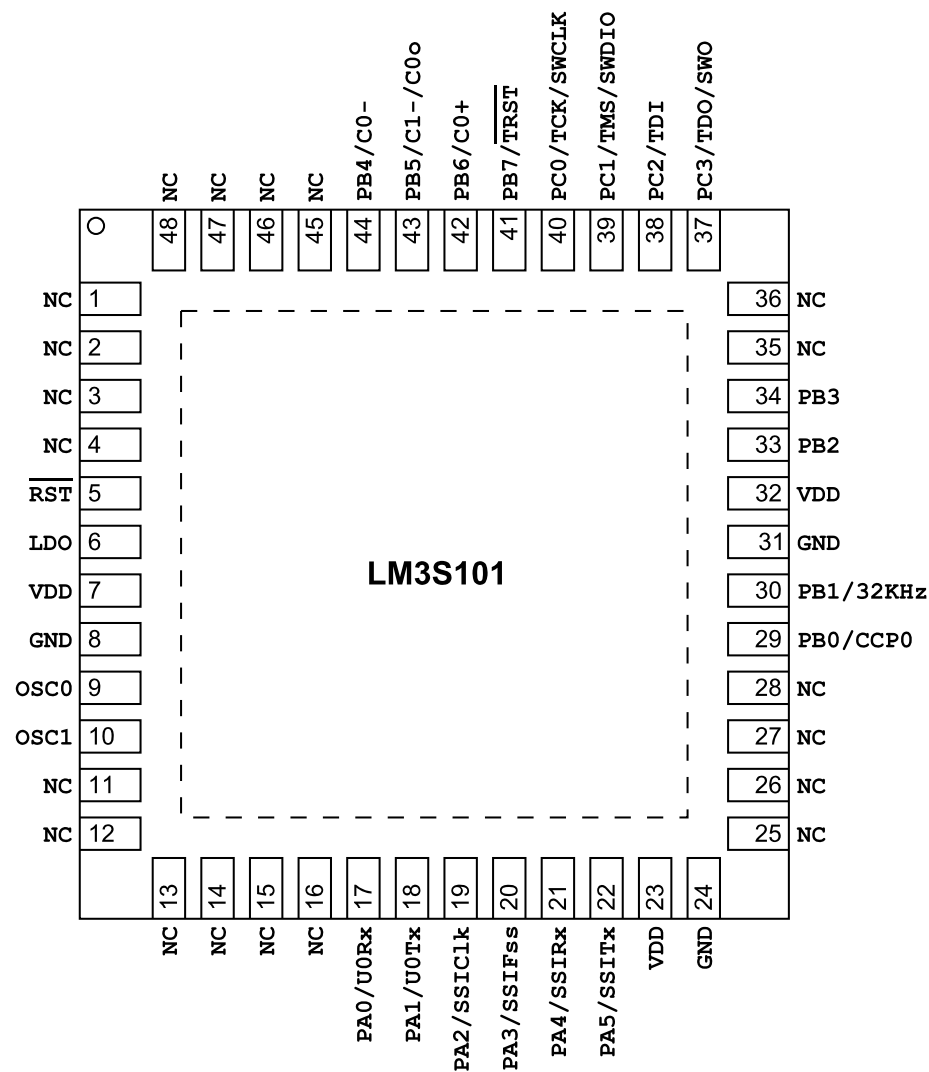 PB4/C0-
PB5/C1-/C0o
PB6/C0+
PB7/TRST
PC0/TCK/SWCLK
PC1/TMS/SWDIO
PC2/TDI
PC3/TDO/SWO
NC
NC
NC
NC
48
47
46
45
44
43
42
41
40
39
38
37
NC 1
NC 2
NC 3
NC 4
RST 5
LDO 6
VDD 7
GND 8
OSC0 9
OSC1 10
NC 11
NC 12
LM3S101
36 NC
35 NC
34 PB3
33 PB2
32 VDD
31 GND
30 PB1/32KHz
29 PB0/CCP0
28 NC
27 NC
26 NC
25 NC
13
14
15
16
17
18
19
20
21
22
23
24
NC
NC
NC
NC
PA0/U0Rx
PA1/U0Tx
PA2/SSIClk
PA3/SSIFss
PA4/SSIRx
PA5/SSITx
VDD
GND